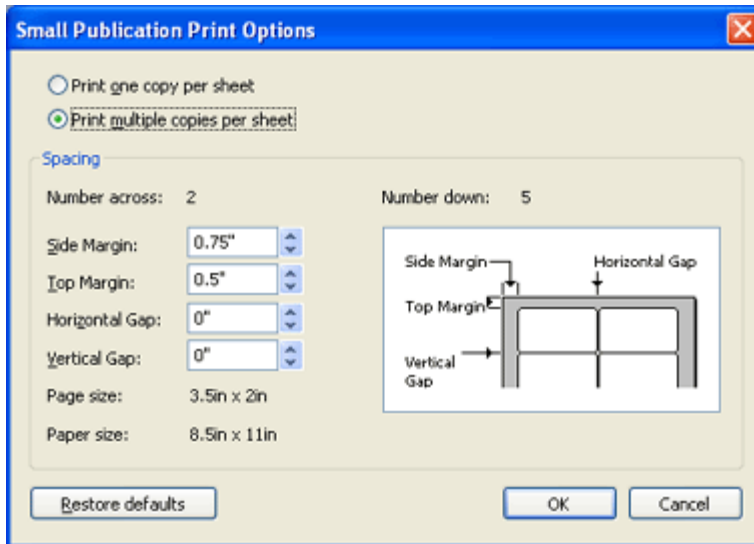 Small Publication Print Options
Print one copy per sheet
Print multiple copies per sheet
Spacing
Number across: 2
Number down: 5
Side Margin: 0.75"
Top Margin: 0.5"
Horizontal Gap: 0"
Vertical Gap: 0"
Page size: 3.5in x 2in
Paper size: 8.5in x 11in
Side Margin
Horizontal Gap
Top Margin
Vertical
Gap
Restore defaults
OK
Cancel